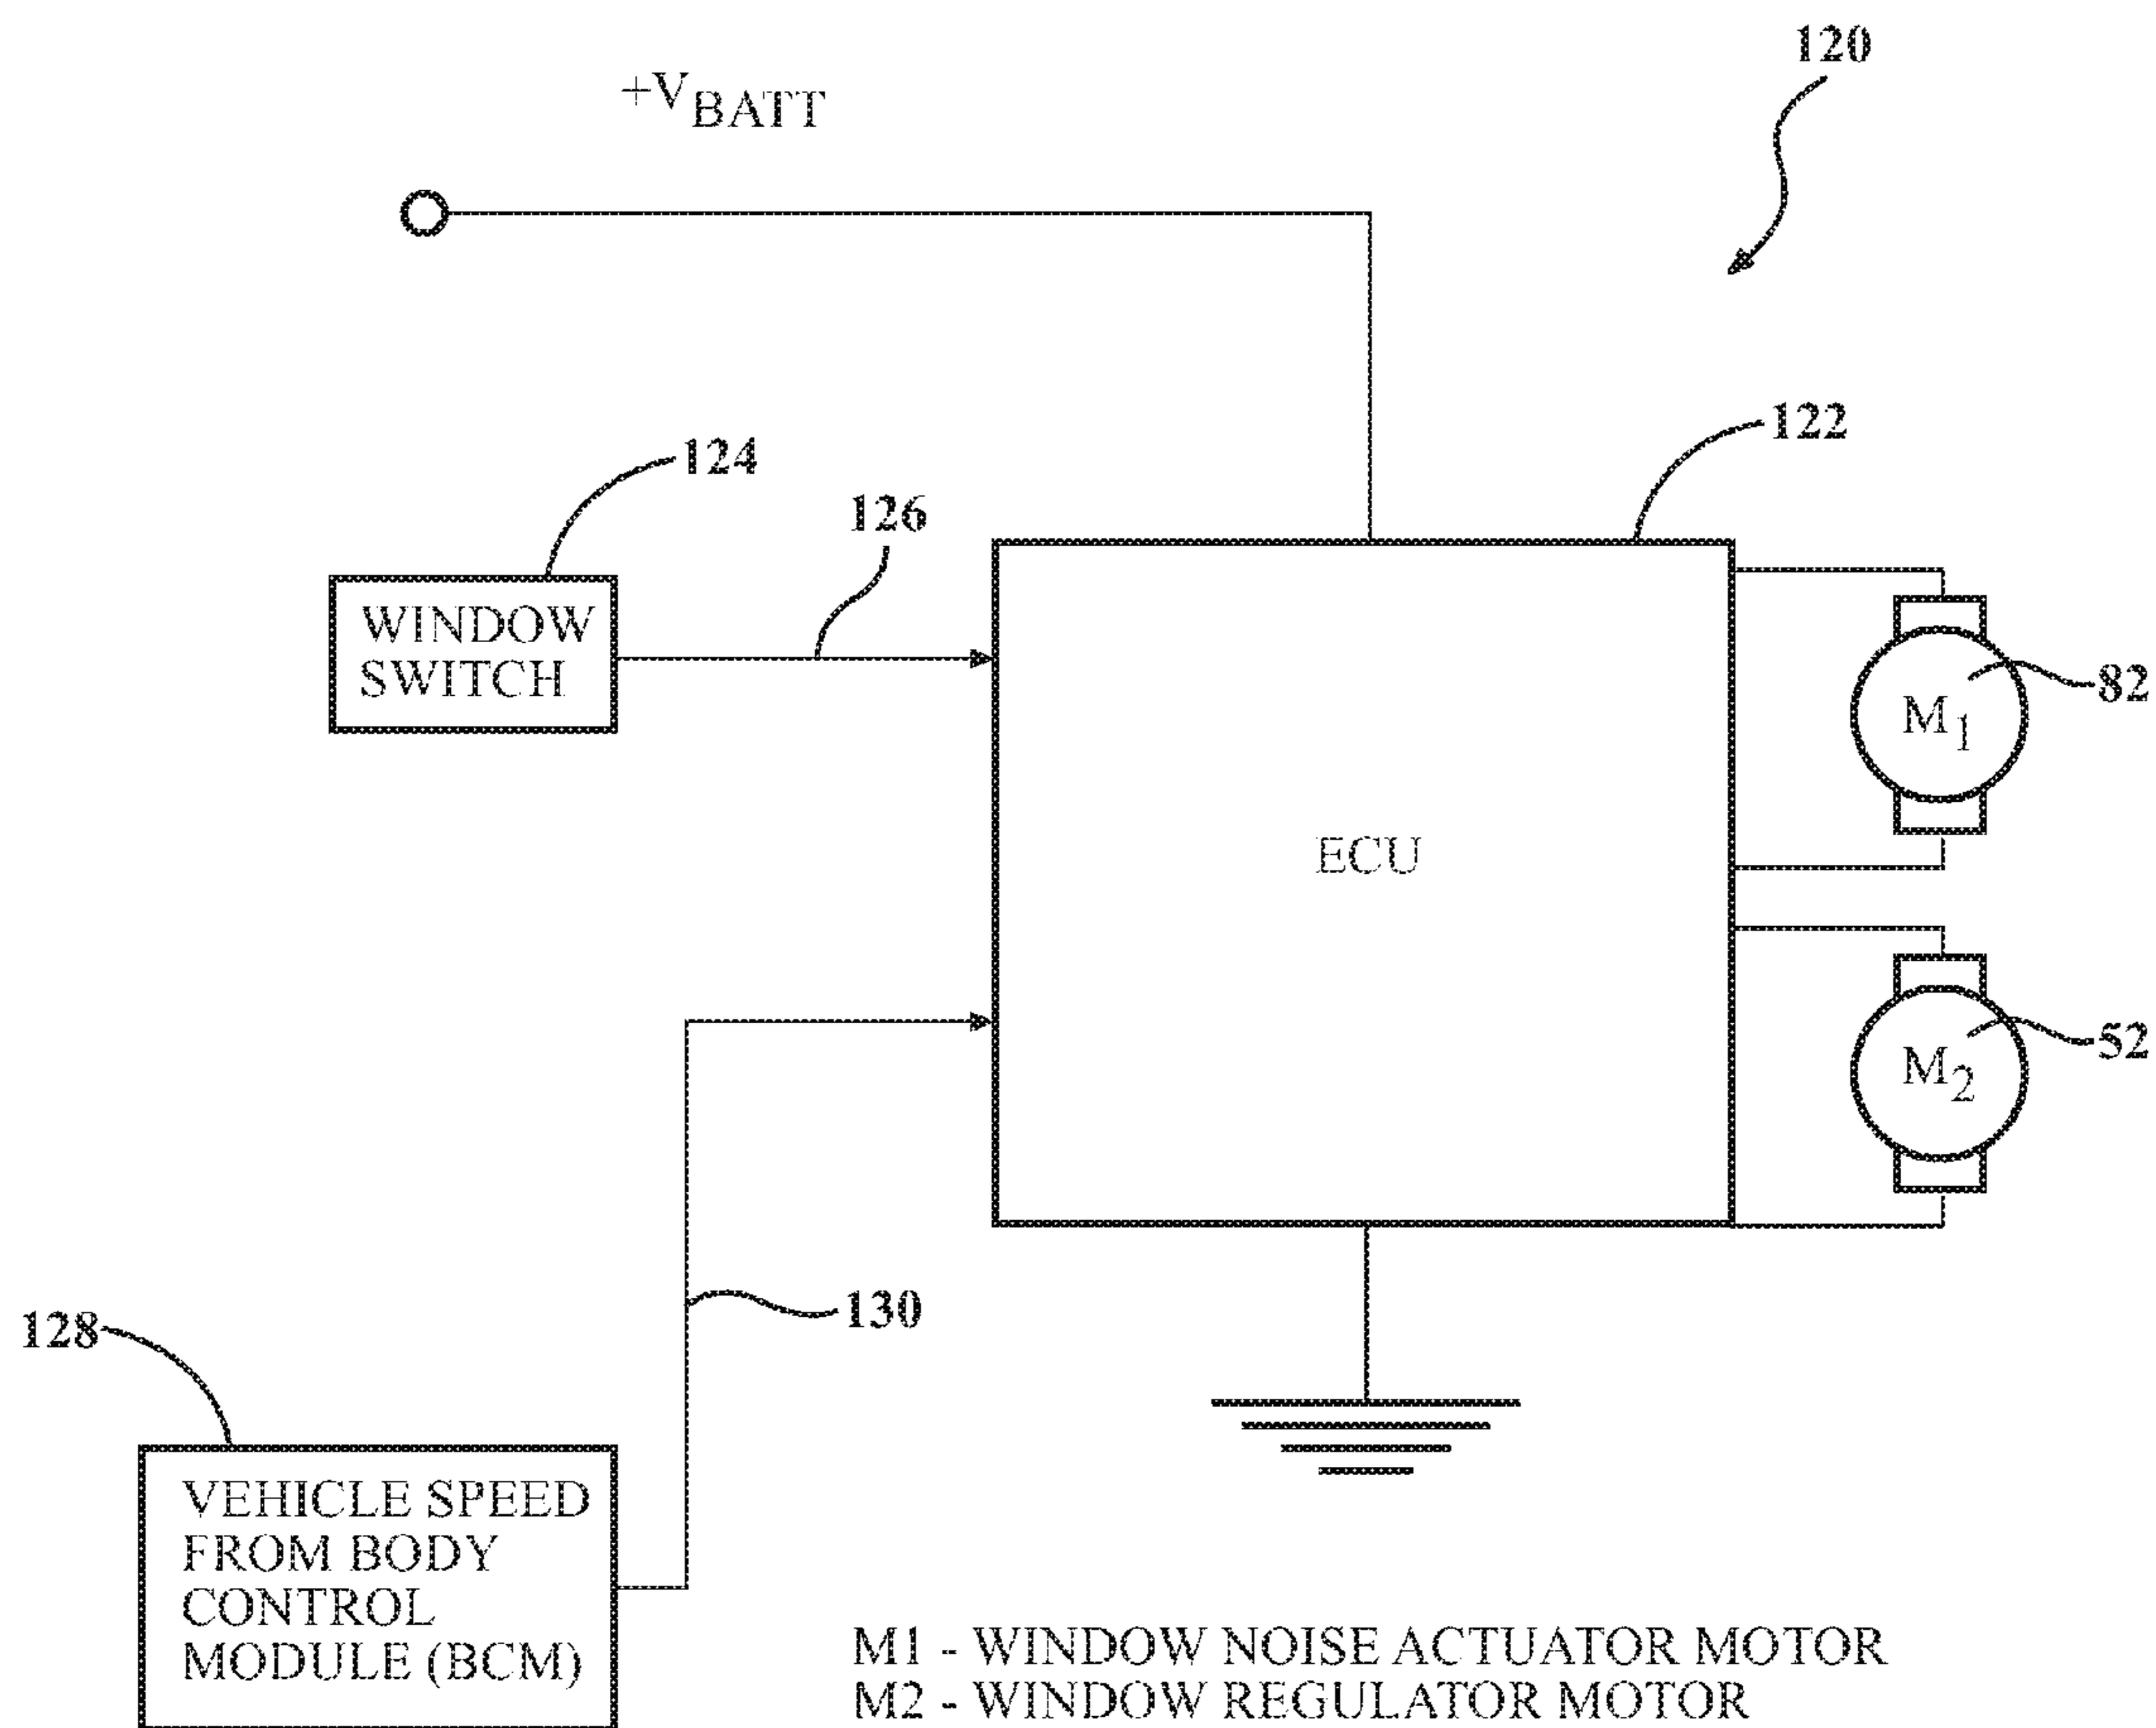 120
+VBATT
122
124
126
WINDOW
SWITCH
82
M1
ECU
52
M2
130
128
VEHICLE SPEED
FROM BODY
CONTROL
MODULE (BCM)
M1 - WINDOW NOISE ACTUATOR MOTOR
M2 - WINDOW REGULATOR MOTOR